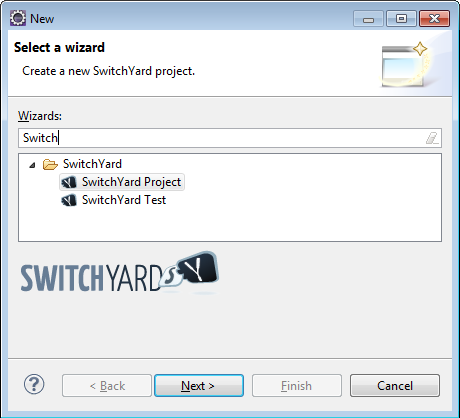 New
Select a wizard
Create a new SwitchYard project.
Wizards:
Switch
SwitchYard
SwitchYard Project
SwitchYard Test
SWITCHYARD SY
?
< Back
Next >
Finish
Cancel